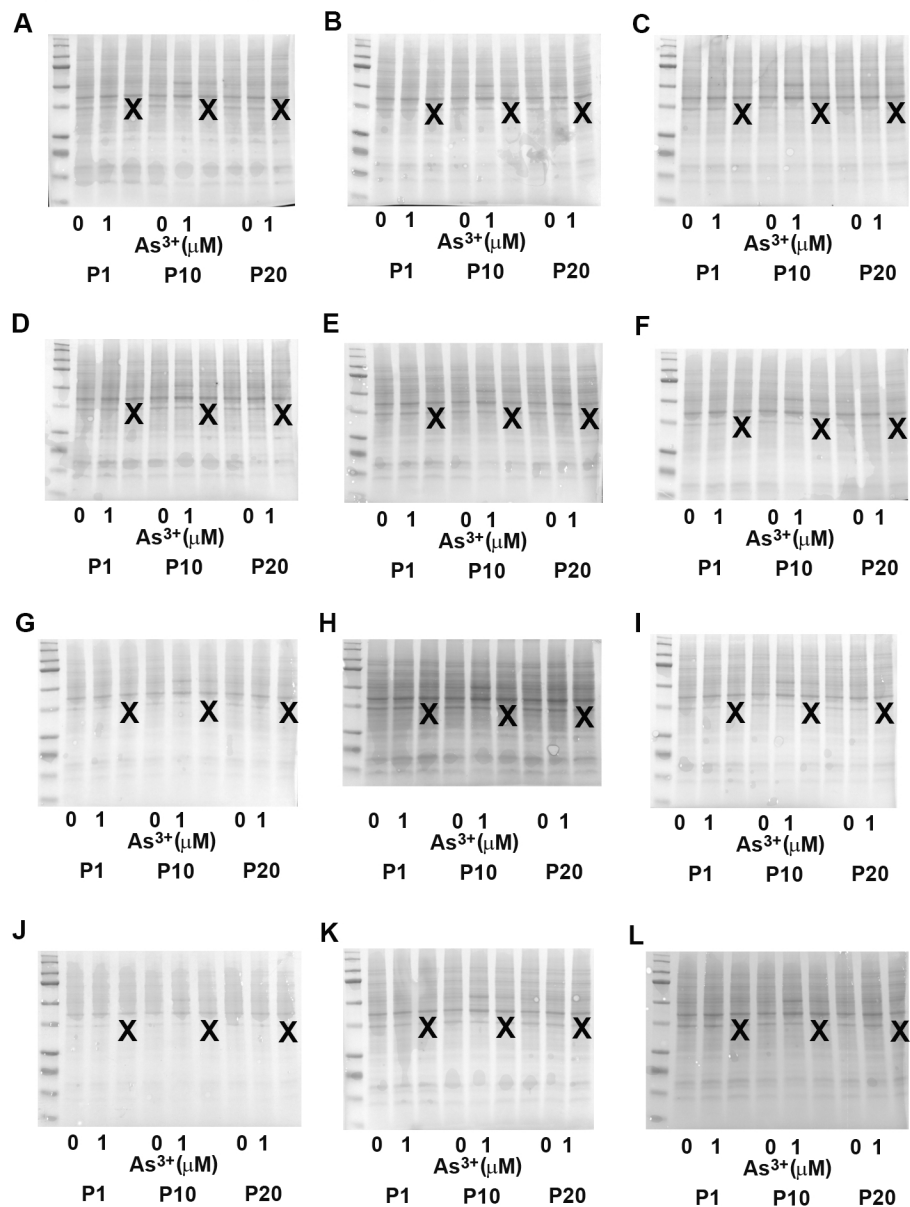 A B C
X X X X X X X X X
0 1 0 1 0 1 0 1 0 1 0 1 0 1 0 1 0 1
As³⁺(μM) As³⁺(μM) As³⁺(μM)
P1 P10 P20 P1 P10 P20 P1 P10 P20
D E F
X X X X X X X X X
0 1 0 1 0 1 0 1 0 1 0 1 0 1 0 1 0 1
As³⁺(μM) As³⁺(μM) As³⁺(μM)
P1 P10 P20 P1 P10 P20 P1 P10 P20
G H I
X X X X X X X X X
0 1 0 1 0 1 0 1 0 1 0 1 0 1 0 1 0 1
As³⁺(μM) As³⁺(μM) As³⁺(μM)
P1 P10 P20 P1 P10 P20 P1 P10 P20
J K L
X X X X X X X X X
0 1 0 1 0 1 0 1 0 1 0 1 0 1 0 1 0 1
As³⁺(μM) As³⁺(μM) As³⁺(μM)
P1 P10 P20 P1 P10 P20 P1 P10 P20